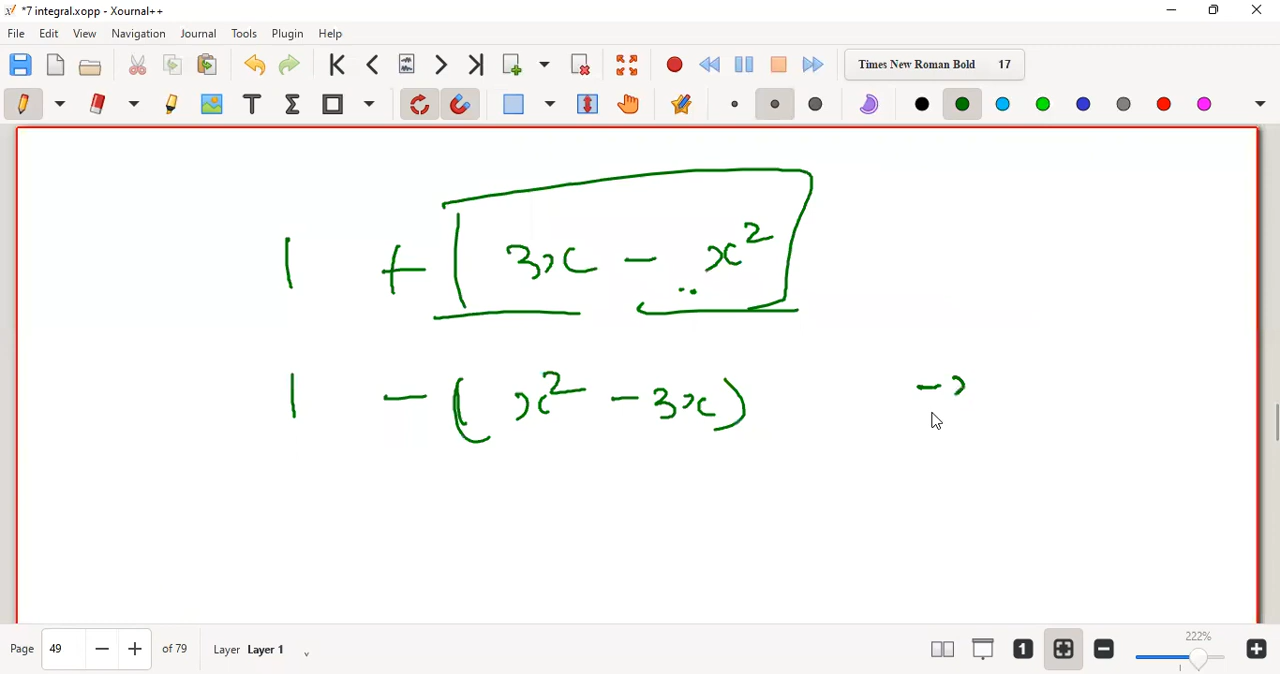 *7 integral.xopp - Xournal++
File Edit View Navigation Journal Tools Plugin Help
Times New Roman Bold 17
1 + 3x - x²
1 - ( x² - 3x)
Page 49 of 79 Layer Layer 1 222%